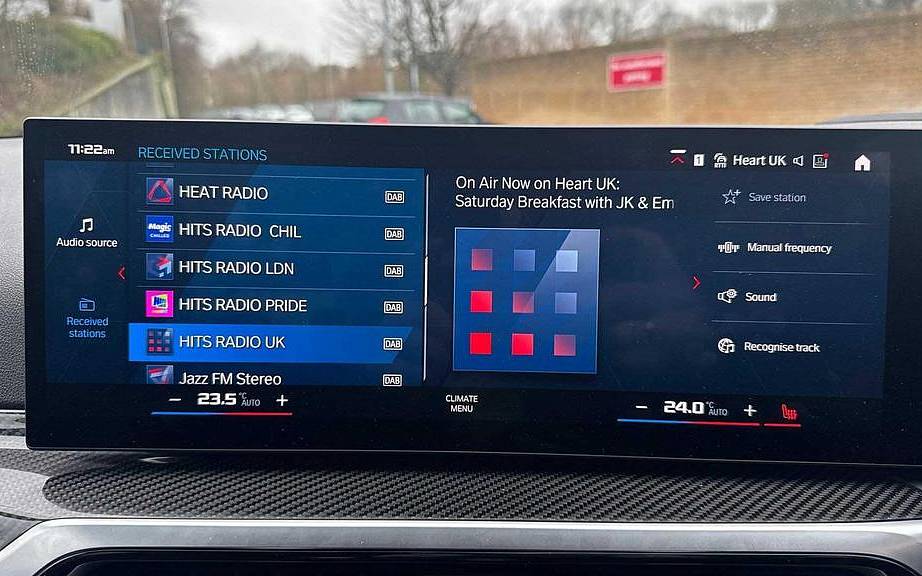 11:22am
RECEIVED STATIONS
1 Heart UK
HEAT RADIO DAB
Magic HITS RADIO CHIL DAB
HITS RADIO LDN DAB
HITS RADIO PRIDE DAB
HITS RADIO UK DAB
Jazz FM Stereo DAB
Audio source
Received
stations
On Air Now on Heart UK:
Saturday Breakfast with JK & Em
Save station
Manual frequency
Sound
Recognise track
− 23.5 °C AUTO +
CLIMATE
MENU
− 24.0 °C AUTO +